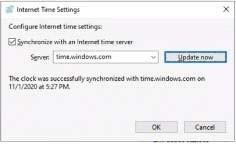 Internet Time Settings
Configure Internet time settings:
Synchronize with an Internet time server
Server: time.windows.com Update now
The clock was successfully synchronized with time.windows.com on
11/1/2020 at 5:27 PM.
OK Cancel